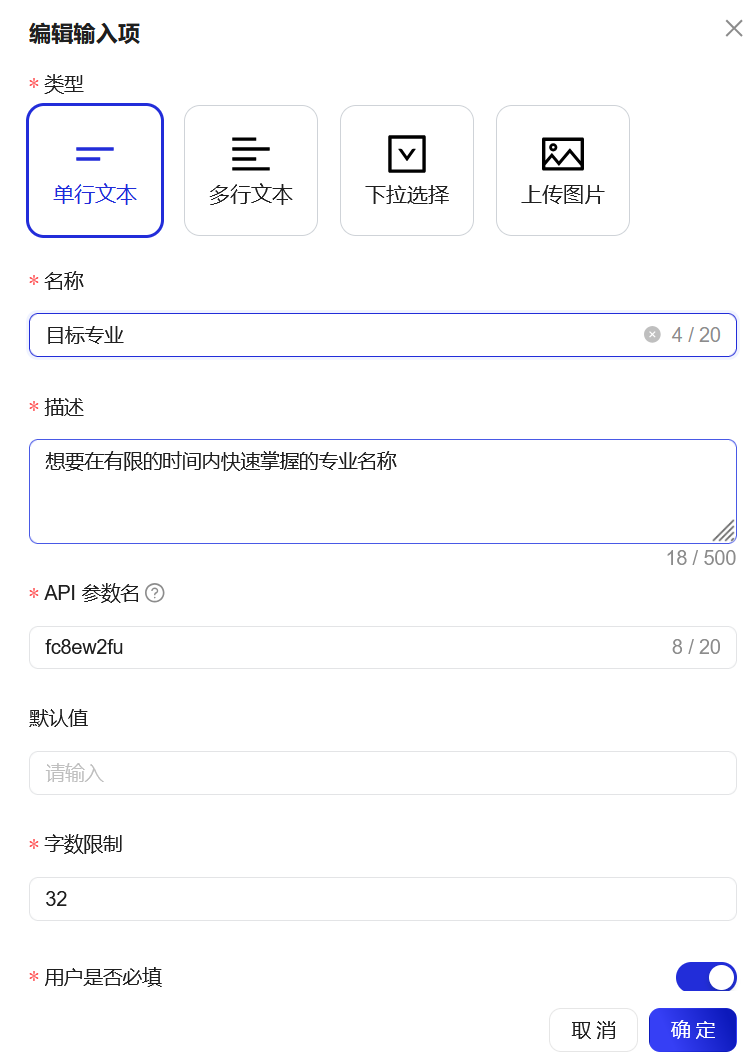 编辑输入项
* 类型
单行文本
多行文本
下拉选择
上传图片
* 名称
目标专业 4 / 20
* 描述
想要在有限的时间内快速掌握的专业名称
18 / 500
* API 参数名 ?
fc8ew2fu 8 / 20
默认值
请输入
* 字数限制
32
* 用户是否必填
取 消
确 定